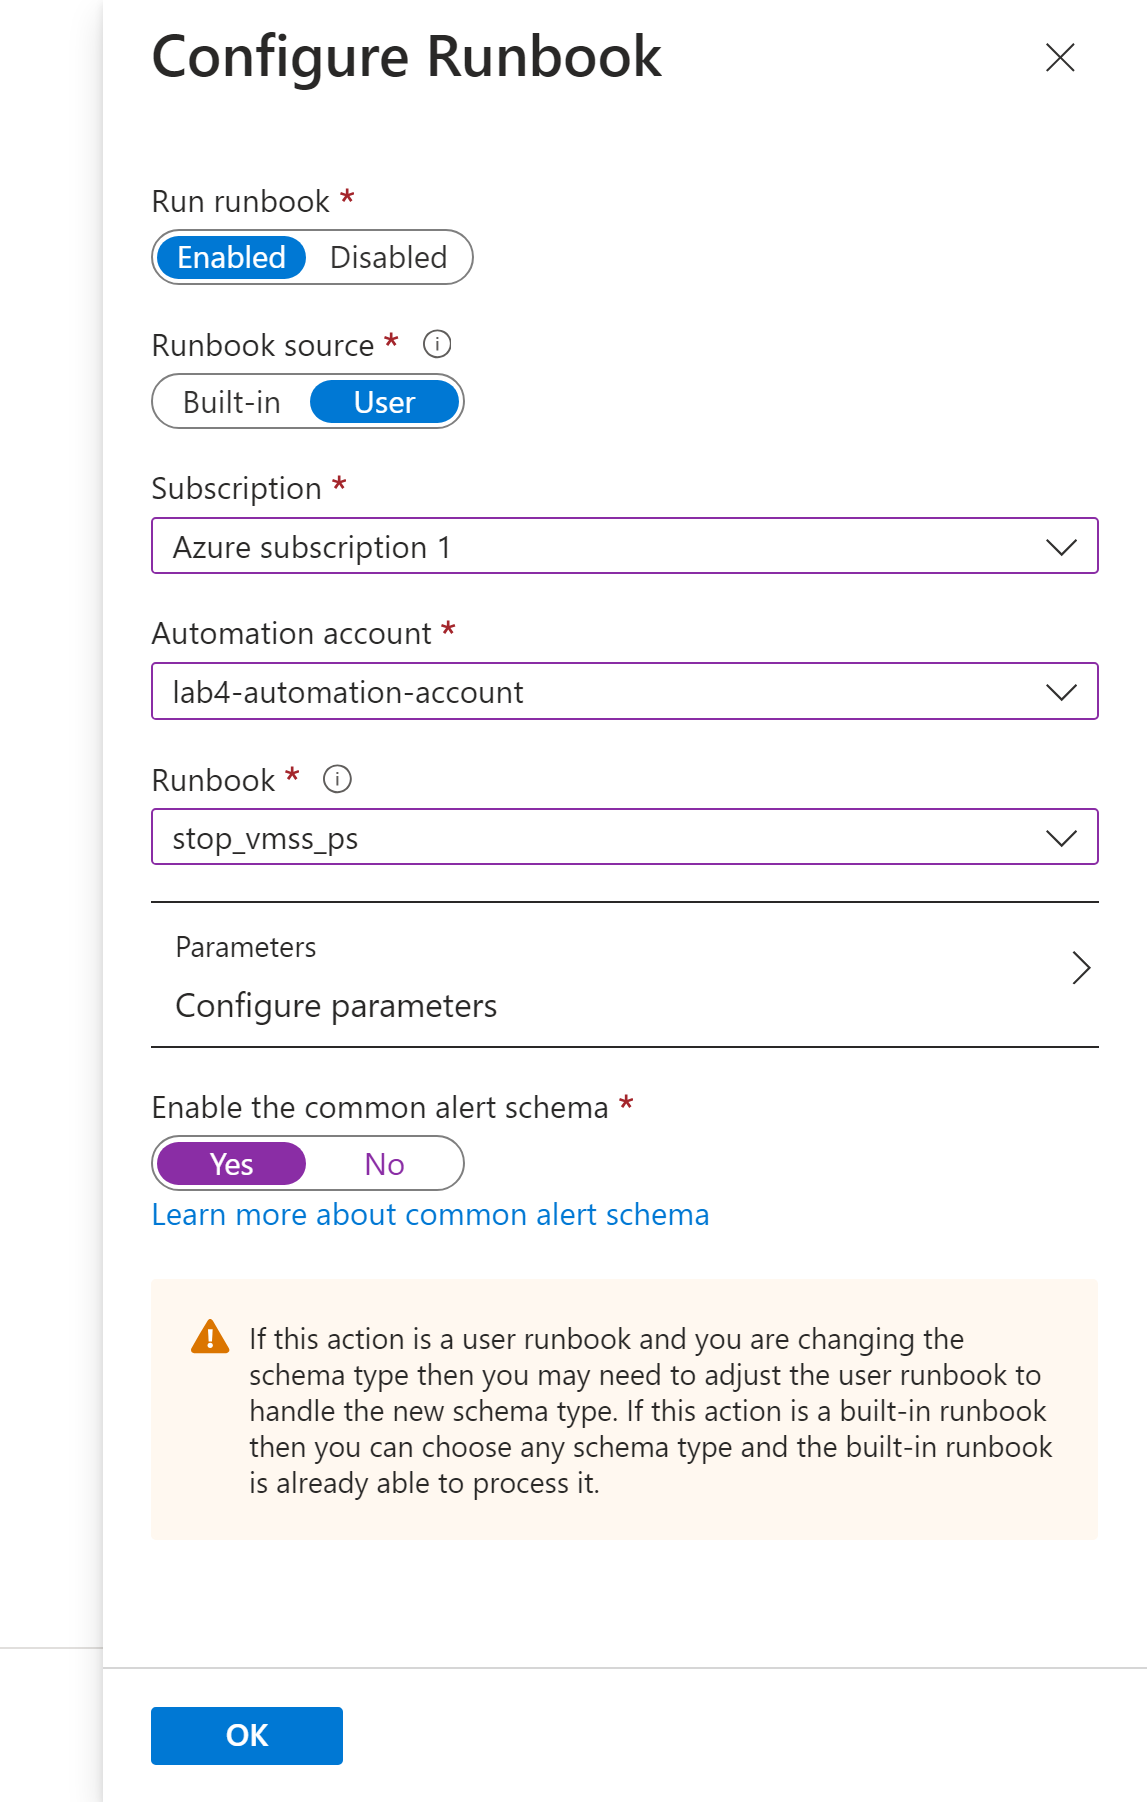 Configure Runbook
Run runbook *
Enabled Disabled
Runbook source *
Built-in User
Subscription *
Azure subscription 1
Automation account *
lab4-automation-account
Runbook *
stop_vmss_ps
Parameters
Configure parameters
Enable the common alert schema *
Yes No
Learn more about common alert schema
If this action is a user runbook and you are changing the
schema type then you may need to adjust the user runbook to
handle the new schema type. If this action is a built-in runbook
then you can choose any schema type and the built-in runbook
is already able to process it.
OK